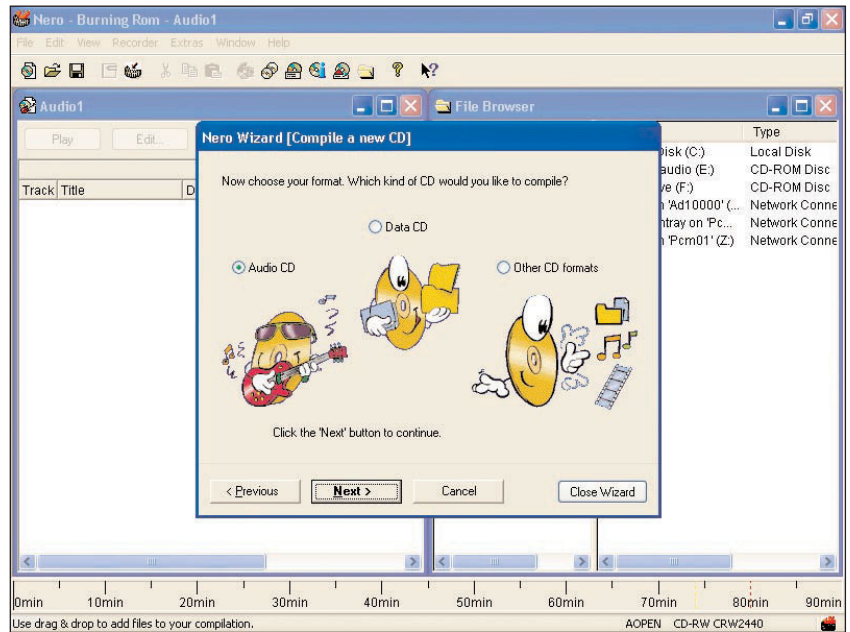 Nero - Burning Rom - Audio1
File Edit View Recorder Extras Window Help
Audio1
File Browser
Play Edit...
Track Title D
Type
Disk (C:) Local Disk
audio (E:) CD-ROM Disc
ve (F:) CD-ROM Disc
n 'Ad10000' (... Network Conne
ntray on 'Pc... Network Conne
n 'Pcm01' (Z:) Network Conne
Nero Wizard [Compile a new CD]
Now choose your format. Which kind of CD would you like to compile?
Data CD
Audio CD
Other CD formats
Click the 'Next' button to continue.
< Previous Next > Cancel Close Wizard
0min 10min 20min 30min 40min 50min 60min 70min 80min 90min
Use drag & drop to add files to your compilation. AOPEN CD-RW CRW2440